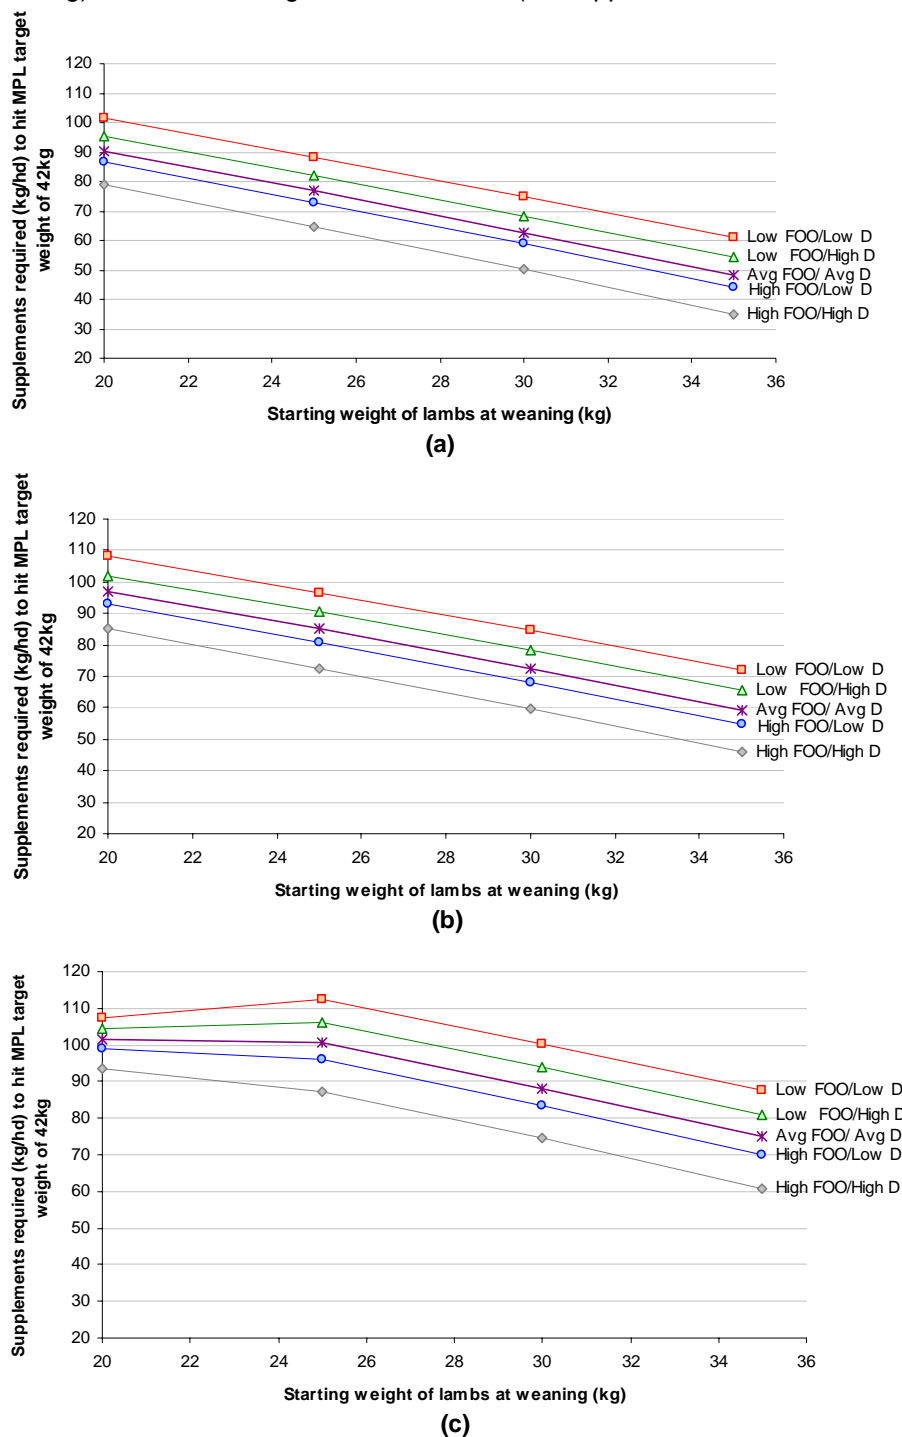 Supplements required (kg/hd) to hit MPL target
weight of 42kg
120
110
100
90
80
70
60
50
40
30
20
Low FOO/Low D
Low FOO/High D
Avg FOO/ Avg D
High FOO/Low D
High FOO/High D
20 22 24 26 28 30 32 34 36
Starting weight of lambs at weaning (kg)
(a)
Supplements required (kg/hd) to hit MPL target
weight of 42kg
120
110
100
90
80
70
60
50
40
30
20
Low FOO/Low D
Low FOO/High D
Avg FOO/ Avg D
High FOO/Low D
High FOO/High D
20 22 24 26 28 30 32 34 36
Starting weight of lambs at weaning (kg)
(b)
Supplements required (kg/hd) to hit MPL target
weight of 42kg
120
110
100
90
80
70
60
50
40
30
20
Low FOO/Low D
Low FOO/High D
Avg FOO/ Avg D
High FOO/Low D
High FOO/High D
20 22 24 26 28 30 32 34 36
Starting weight of lambs at weaning (kg)
(c)